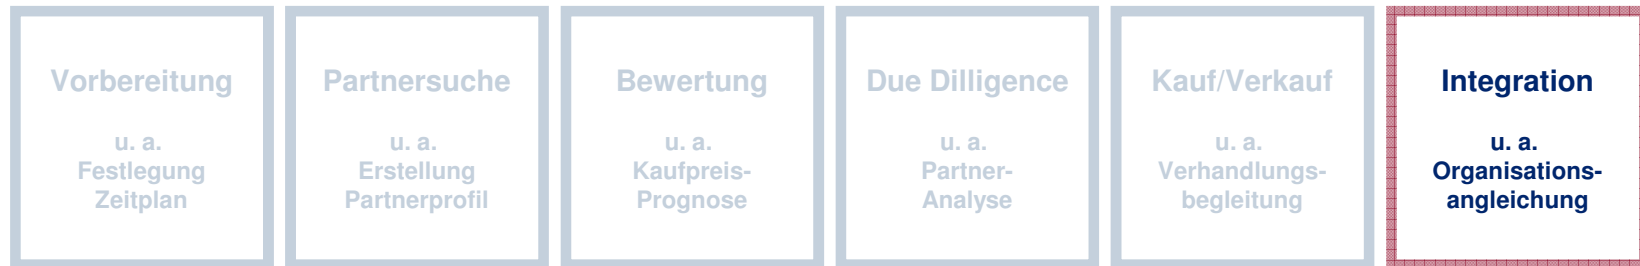 Vorbereitung
u. a.
Festlegung
Zeitplan
Partnersuche
u. a.
Erstellung
Partnerprofil
Bewertung
u. a.
Kaufpreis-
Prognose
Due Dilligence
u. a.
Partner-
Analyse
Kauf/Verkauf
u. a.
Verhandlungs-
begleitung
Integration
u. a.
Organisations-
angleichung